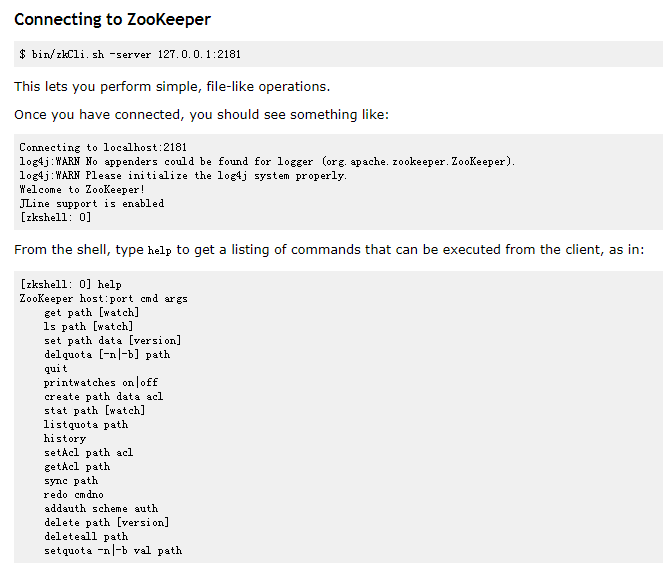 Connecting to ZooKeeper
$ bin/zkCli.sh -server 127.0.0.1:2181
This lets you perform simple, file-like operations.
Once you have connected, you should see something like:
Connecting to localhost:2181
log4j:WARN No appenders could be found for logger (org.apache.zookeeper.ZooKeeper).
log4j:WARN Please initialize the log4j system properly.
Welcome to ZooKeeper!
JLine support is enabled
[zkshell: 0]
From the shell, type help to get a listing of commands that can be executed from the client, as in:
[zkshell: 0] help
ZooKeeper host:port cmd args
get path [watch]
ls path [watch]
set path data [version]
delquota [-n|-b] path
quit
printwatches on|off
create path data acl
stat path [watch]
listquota path
history
setAcl path acl
getAcl path
sync path
redo cmdno
addauth scheme auth
delete path [version]
deleteall path
setquota -n|-b val path